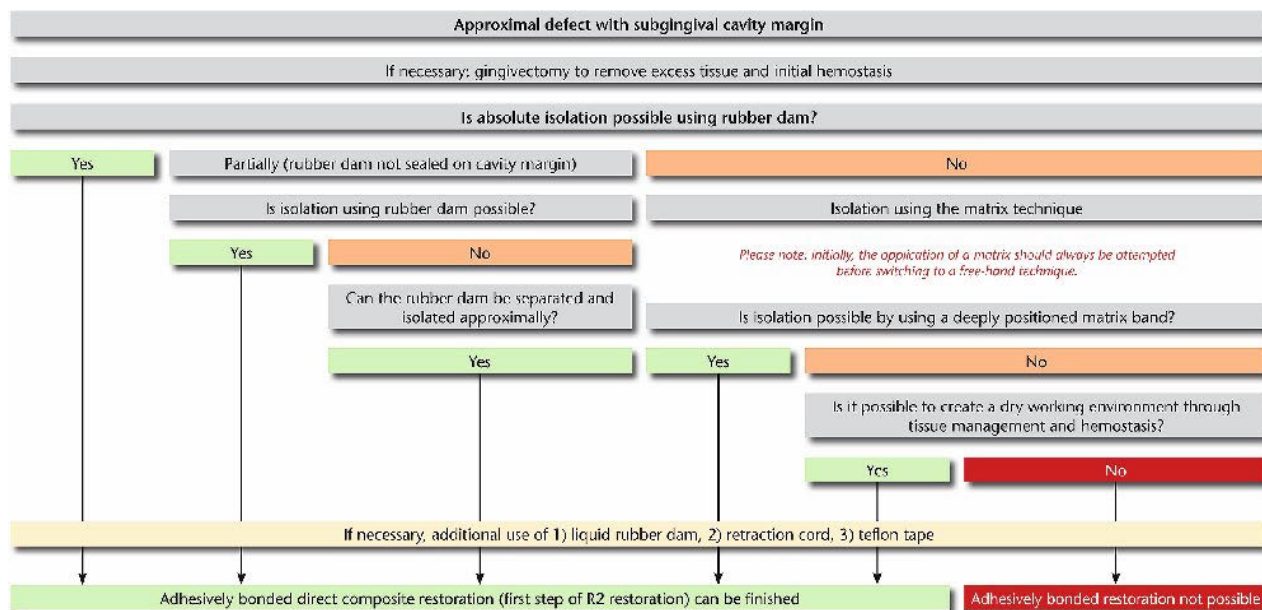 Approximal defect with subgingival cavity margin
If necessary: gingivectomy to remove excess tissue and initial hemostasis
Is absolute isolation possible using rubber dam?
Yes
Partially (rubber dam not sealed on cavity margin)
No
Is isolation using rubber dam possible?
Isolation using the matrix technique
Yes
No
Please note: initially, the application of a matrix should always be attempted
before switching to a free-hand technique.
Can the rubber dam be separated and
isolated approximally?
Is isolation possible by using a deeply positioned matrix band?
Yes
Yes
No
Is it possible to create a dry working environment through
tissue management and hemostasis?
Yes
No
If necessary, additional use of 1) liquid rubber dam, 2) retraction cord, 3) teflon tape
Adhesively bonded direct composite restoration (first step of R2 restoration) can be finished
Adhesively bonded restoration not possible